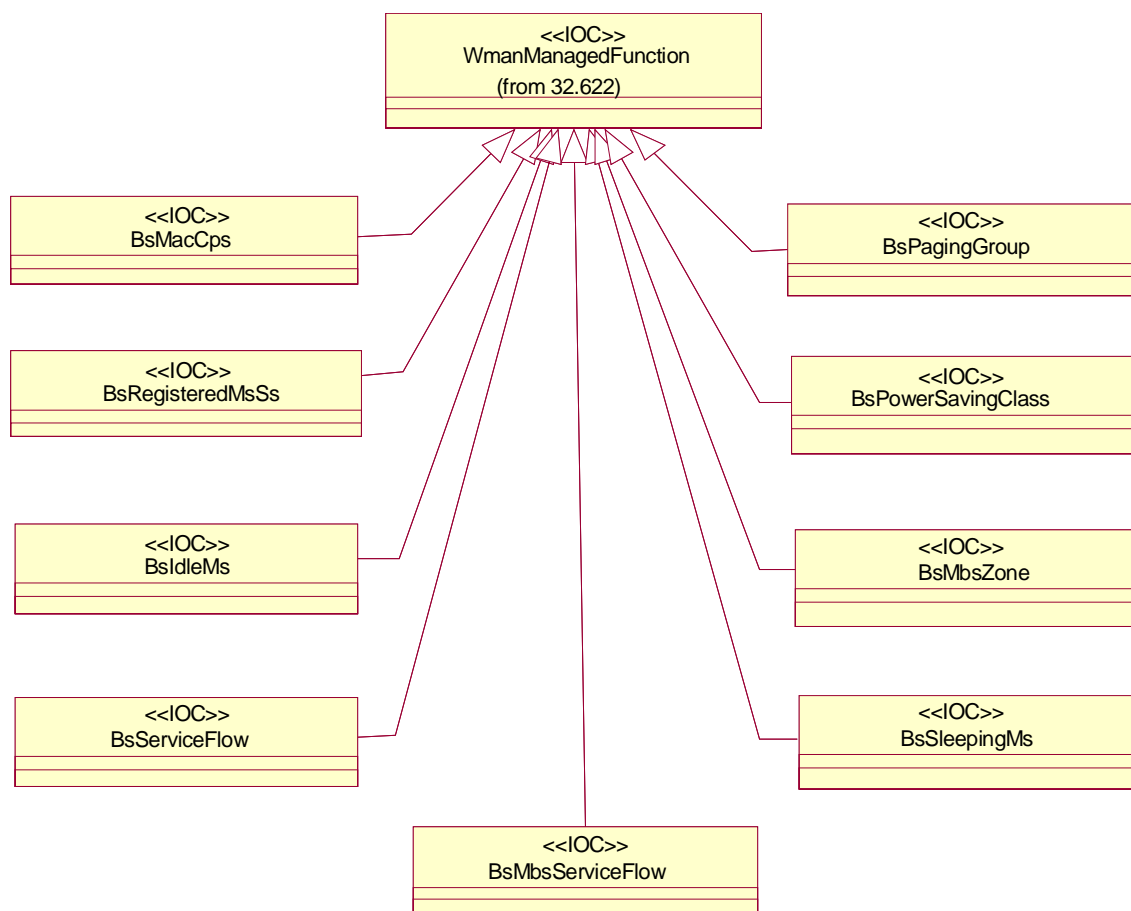 <<IOC>>
WmanManagedFunction
(from 32.622)
<<IOC>>
BsMacCps
<<IOC>>
BsPagingGroup
<<IOC>>
BsRegisteredMsSs
<<IOC>>
BsPowerSavingClass
<<IOC>>
BsIdleMs
<<IOC>>
BsMbsZone
<<IOC>>
BsServiceFlow
<<IOC>>
BsSleepingMs
<<IOC>>
BsMbsServiceFlow